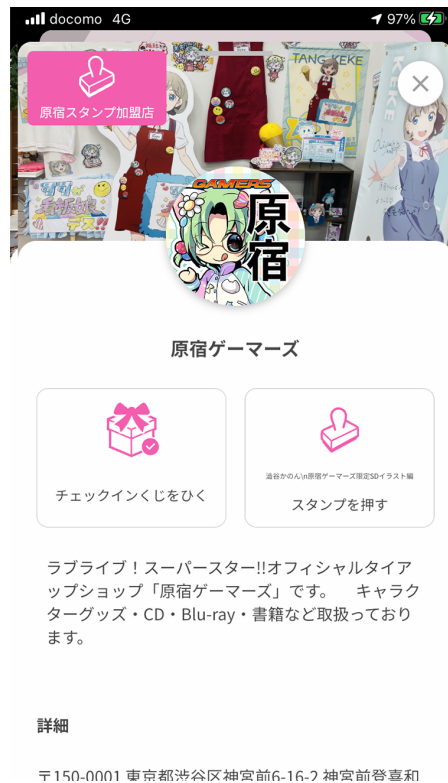 docomo 4G 97%
TANG KEKE
原宿スタンプ加盟店
看板娘
デス!!
GAMERS
原宿
原宿ゲーマーズ
チェックインくじをひく
澁谷かのん\n原宿ゲーマーズ限定SDイラスト編
スタンプを押す
ラブライブ！スーパースター!!オフィシャルタイア
ップショップ「原宿ゲーマーズ」です。　キャラク
ターグッズ・CD・Blu-ray・書籍など取扱っており
ます。
詳細
〒150-0001 東京都渋谷区神宮前6-16-2 神宮前登喜和